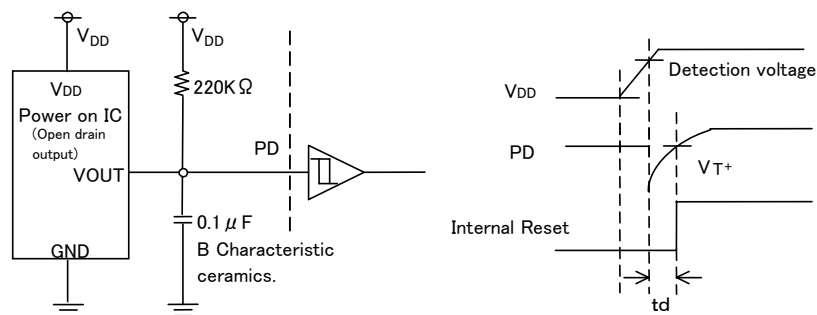 VDD
VDD
VDD
Power on IC
(Open drain
output)
VOUT
GND
220KΩ
PD
0.1μF
B Characteristic
ceramics.
VDD
Detection voltage
PD
VT+
Internal Reset
td